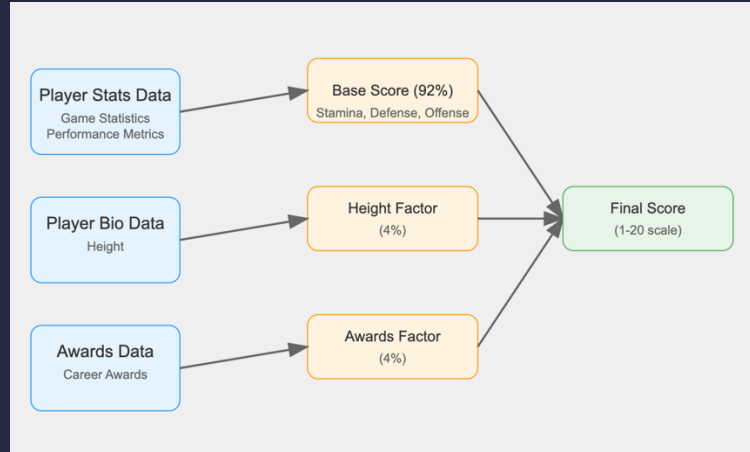 Player Stats Data
Game Statistics
Performance Metrics
Base Score (92%)
Stamina, Defense, Offense
Player Bio Data
Height
Height Factor
(4%)
Final Score
(1-20 scale)
Awards Data
Career Awards
Awards Factor
(4%)